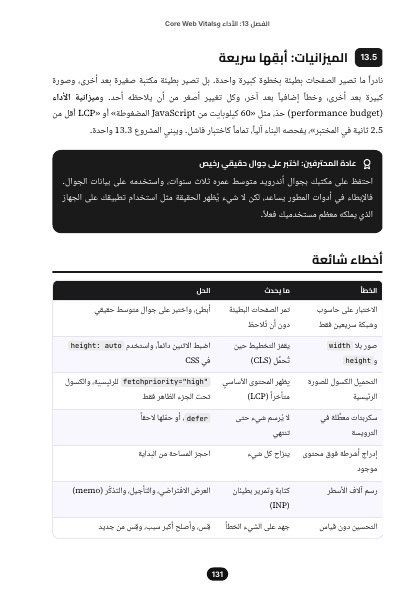 الفصل 13: الأداء وCore Web Vitals
13.5 الميزانيات: أبقِها سريعة
نادراً ما تصير الصفحات بطيئة بخطوة كبيرة واحدة. بل تصير بطيئة مكتبة صغيرة بعد أخرى، وصورة
كبيرة بعد أخرى، وخطاً إضافياً بعد آخر، وكل تغيير أصغر من أن يلاحظه أحد. وميزانية الأداء
(performance budget) حدّ، مثل «60 كيلوبايت من JavaScript المضغوطة» أو «LCP أقل من
2.5 ثانية في المختبر»، يفحصه البناء آلياً، تماماً كاختبار فاشل. ويبني المشروع 13.3 واحدة.
عادة المحترفين: اختبر على جوال حقيقي رخيص
احتفظ على مكتبك بجوال أندرويد متوسط عمره ثلاث سنوات، واستخدمه على بيانات الجوال.
فالإبطاء في أدوات المطور يساعد، لكن لا شيء يُظهر الحقيقة مثل استخدام تطبيقك على الجهاز
الذي يملكه معظم مستخدميك فعلاً.
أخطاء شائعة
الخطأ ما يحدث الحل
الاختبار على حاسوب وشبكة سريعين فقط تمر الصفحات البطيئة دون أن تلاحظ أبطئ، واختبر على جوال متوسط حقيقي
صور بلا width و height يقفز التخطيط حين تُحمَّل (CLS) اضبط الاثنين دائماً، واستخدم height: auto في CSS
التحميل الكسول للصورة الرئيسية يظهر المحتوى الأساسي متأخراً (LCP) fetchpriority="high" للرئيسية، والكسول تحت الجزء الظاهر فقط
سكربتات معطِّلة في الترويسة لا يُرسم شيء حتى تنتهي defer ، أو حمّلها لاحقاً
إدراج أشرطة فوق محتوى موجود ينزاح كل شيء احجز المساحة من البداية
رسم آلاف الأسطر كتابة وتمرير بطيئان (INP) العرض الافتراضي، والتأجيل، والتذكّر (memo)
التحسين دون قياس جهد على الشيء الخطأ قِس، وأصلح أكبر سبب، وقِس من جديد
131